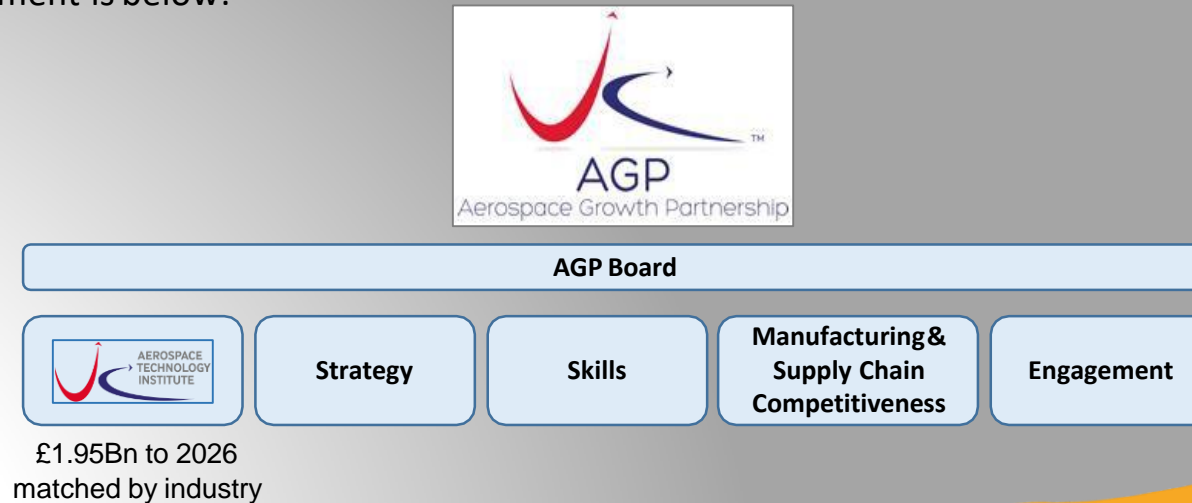 ment is below:
TM
AGP
Aerospace Growth Partnership
AGP Board
AEROSPACE
TECHNOLOGY
INSTITUTE
Strategy
Skills
Manufacturing&
Supply Chain
Competitiveness
Engagement
£1.95Bn to 2026
matched by industry